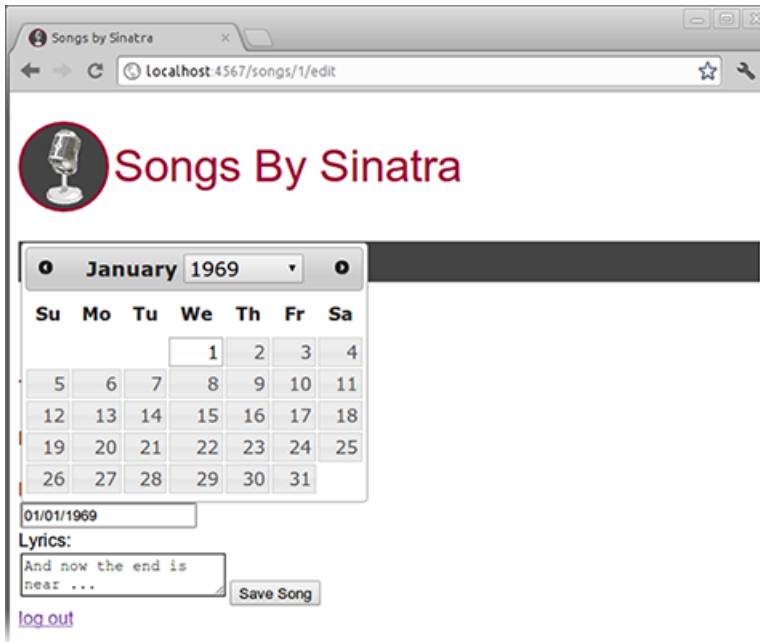 Songs by Sinatra
localhost:4567/songs/1/edit
Songs By Sinatra
January 1969
Su Mo Tu We Th Fr Sa
1 2 3 4
5 6 7 8 9 10 11
12 13 14 15 16 17 18
19 20 21 22 23 24 25
26 27 28 29 30 31
01/01/1969
Lyrics:
And now the end is
near ...
Save Song
log out